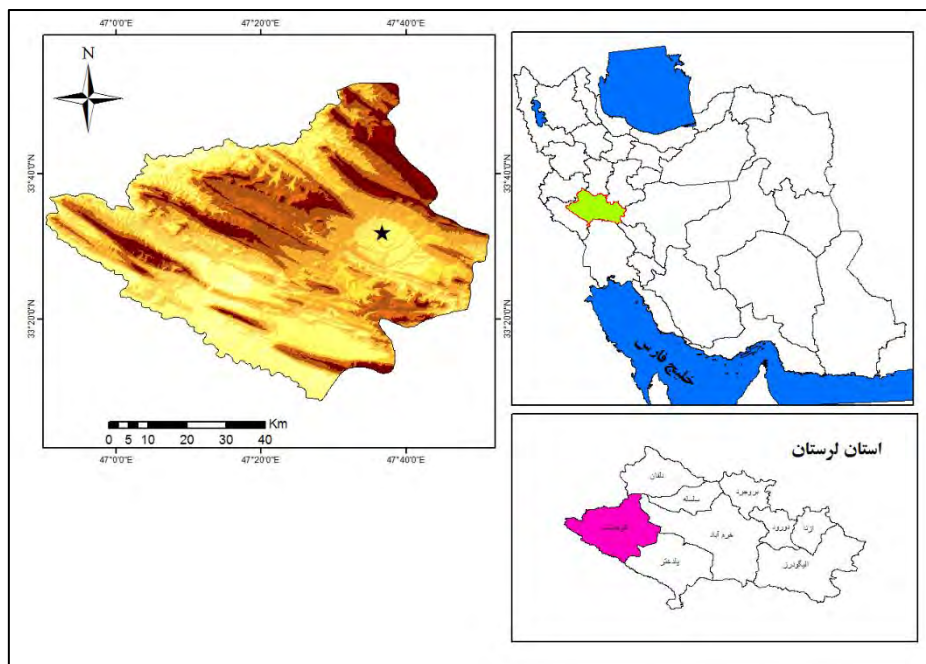 47°0'0"E
47°20'0"E
47°40'0"E
N
33°40'0"N
33°20'0"N
33°40'0"N
33°20'0"N
Km
0 5 10 20 30 40
47°0'0"E
47°20'0"E
47°40'0"E
خلیج فارس
استان لرستان
دلفان
سلسله
بروجرد
دورود
ازنا
خرم آباد
پلدختر
الیگودرز